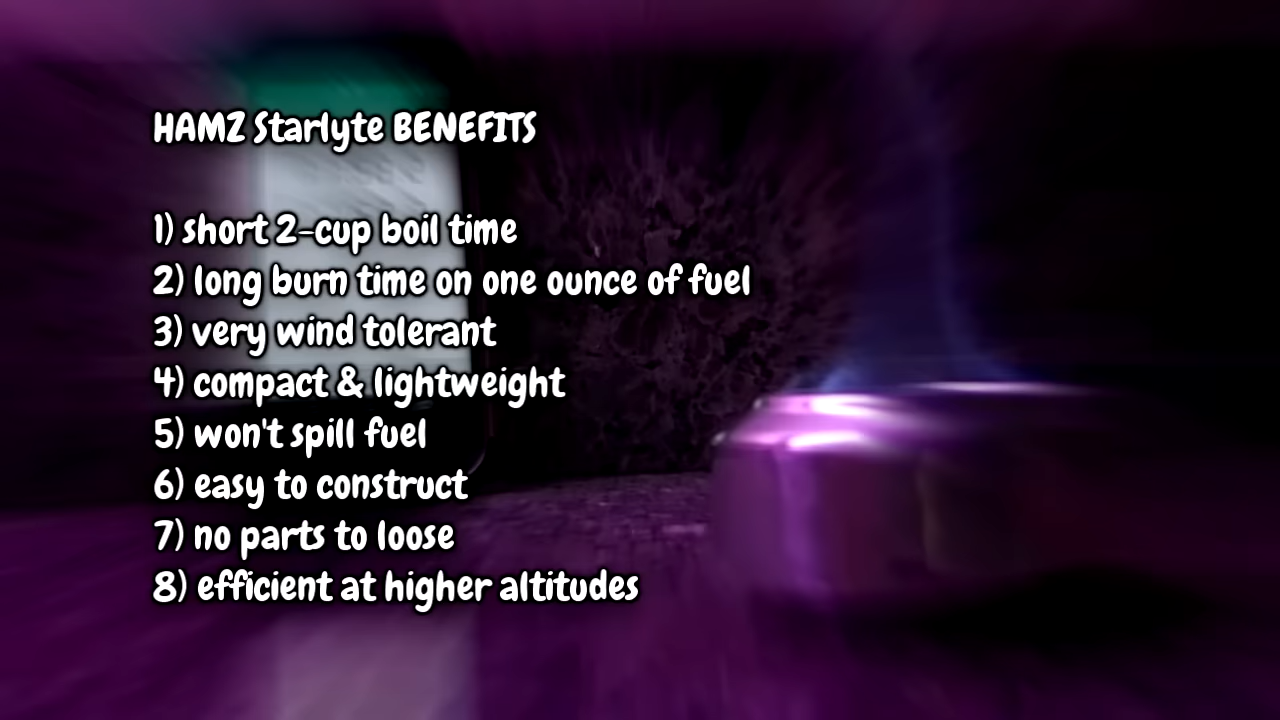 HAMZ Starlyte BENEFITS
1) short 2-cup boil time
2) long burn time on one ounce of fuel
3) very wind tolerant
4) compact & lightweight
5) won't spill fuel
6) easy to construct
7) no parts to loose
8) efficient at higher altitudes